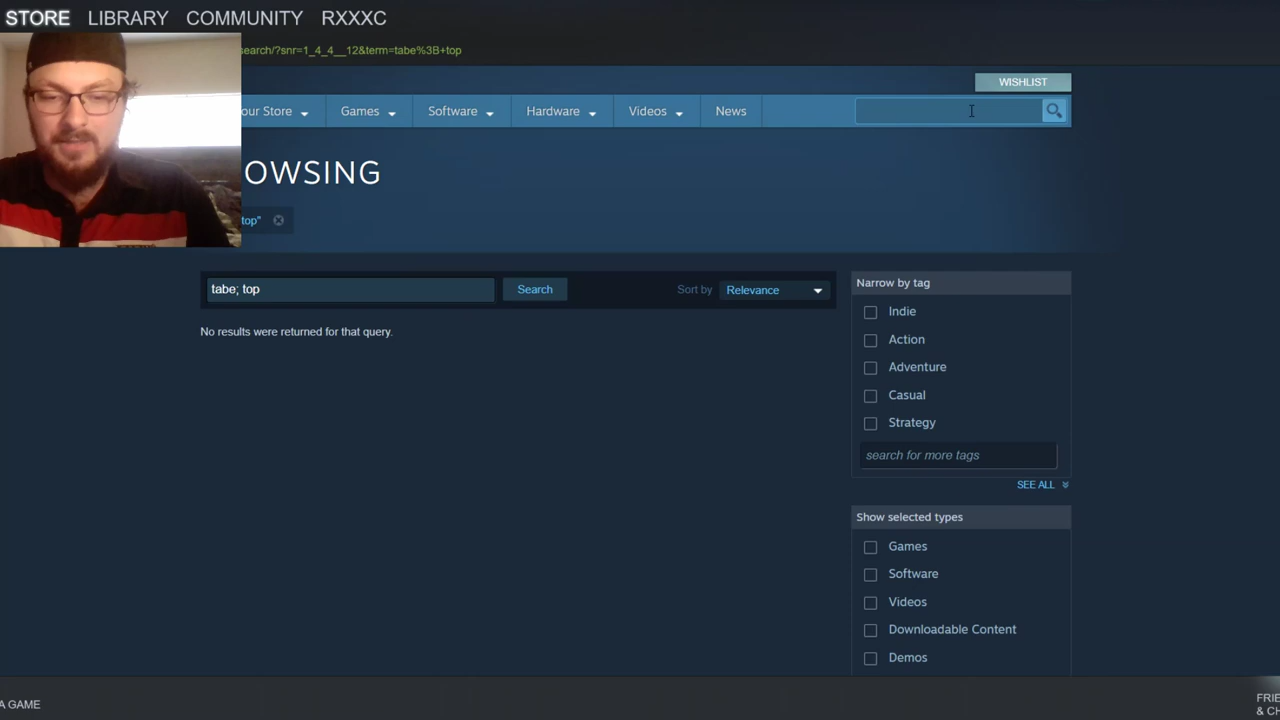 STORE LIBRARY COMMUNITY RXXXC
search/?snr=1_4_4__12&term=tabe%3B+top
WISHLIST
our Store Games Software Hardware Videos News
OWSING
top"
tabe; top Search Sort by Relevance
No results were returned for that query.
Narrow by tag
Indie
Action
Adventure
Casual
Strategy
search for more tags
SEE ALL
Show selected types
Games
Software
Videos
Downloadable Content
Demos
A GAME
FRIE
& CH